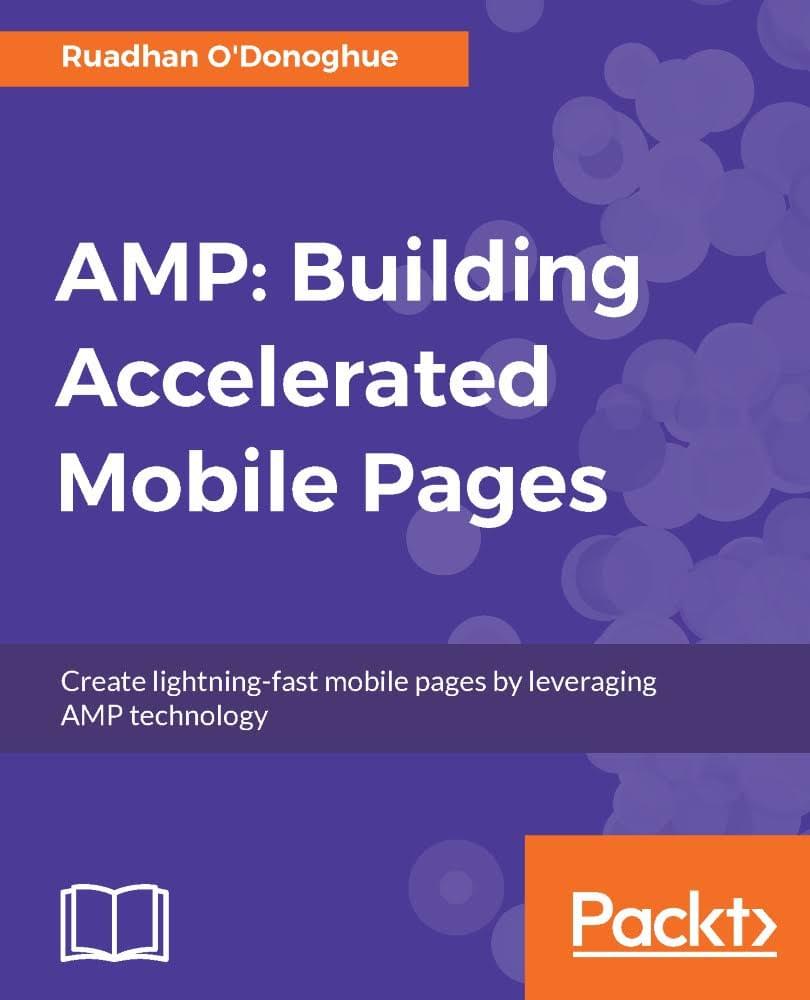 Ruadhan O'Donoghue
AMP: Building
Accelerated
Mobile Pages
Create lightning-fast mobile pages by leveraging
AMP technology
Packt>